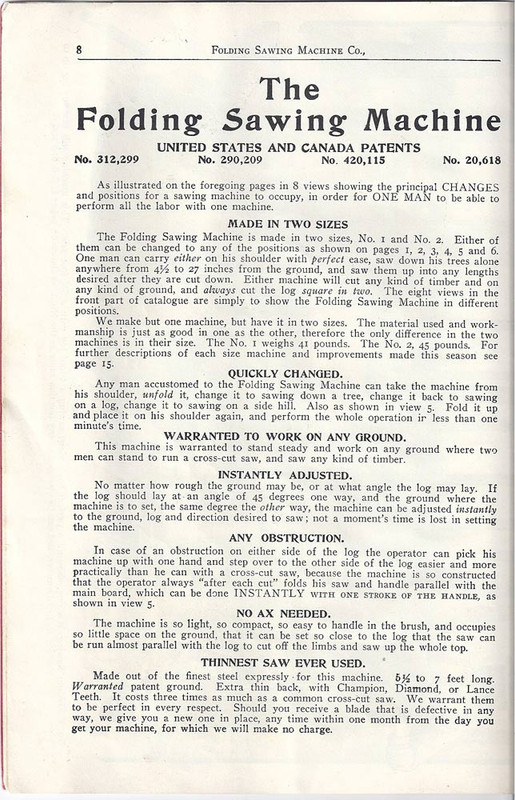 8 FOLDING SAWING MACHINE CO.,
The
Folding Sawing Machine
UNITED STATES AND CANADA PATENTS
No. 312,299 No. 290,209 No. 420,115 No. 20,618
As illustrated on the foregoing pages in 8 views showing the principal CHANGES
and positions for a sawing machine to occupy, in order for ONE MAN to be able to
perform all the labor with one machine.
MADE IN TWO SIZES
The Folding Sawing Machine is made in two sizes, No. 1 and No. 2. Either of
them can be changed to any of the positions as shown on pages 1, 2, 3, 4, 5 and 6.
One man can carry either on his shoulder with perfect ease, saw down his trees alone
anywhere from 4½ to 27 inches from the ground, and saw them up into any lengths
desired after they are cut down. Either machine will cut any kind of timber and on
any kind of ground, and always cut the log square in two. The eight views in the
front part of catalogue are simply to show the Folding Sawing Machine in different
positions.
We make but one machine, but have it in two sizes. The material used and work-
manship is just as good in one as the other, therefore the only difference in the two
machines is in their size. The No. 1 weighs 41 pounds. The No. 2, 45 pounds. For
further descriptions of each size machine and improvements made this season see
page 15.
QUICKLY CHANGED.
Any man accustomed to the Folding Sawing Machine can take the machine from
his shoulder, unfold it, change it to sawing down a tree, change it back to sawing
on a log, change it to sawing on a side hill. Also as shown in view 5. Fold it up
and place it on his shoulder again, and perform the whole operation in less than one
minute's time.
WARRANTED TO WORK ON ANY GROUND.
This machine is warranted to stand steady and work on any ground where two
men can stand to run a cross-cut saw, and saw any kind of timber.
INSTANTLY ADJUSTED.
No matter how rough the ground may be, or at what angle the log may lay. If
the log should lay at an angle of 45 degrees one way, and the ground where the
machine is to set, the same degree the other way, the machine can be adjusted instantly
to the ground, log and direction desired to saw; not a moment's time is lost in setting
the machine.
ANY OBSTRUCTION.
In case of an obstruction on either side of the log the operator can pick his
machine up with one hand and step over to the other side of the log easier and more
practically than he can with a cross-cut saw, because the machine is so constructed
that the operator always "after each cut" folds his saw and handle parallel with the
main board, which can be done INSTANTLY WITH ONE STROKE OF THE HANDLE, as
shown in view 5.
NO AX NEEDED.
The machine is so light, so compact, so easy to handle in the brush, and occupies
so little space on the ground, that it can be set so close to the log that the saw can
be run almost parallel with the log to cut off the limbs and saw up the whole top.
THINNEST SAW EVER USED.
Made out of the finest steel expressly for this machine. 5½ to 7 feet long.
Warranted patent ground. Extra thin back, with Champion, Diamond, or Lance
Teeth. It costs three times as much as a common cross-cut saw. We warrant them
to be perfect in every respect. Should you receive a blade that is defective in any
way, we give you a new one in place, any time within one month from the day you
get your machine, for which we will make no charge.